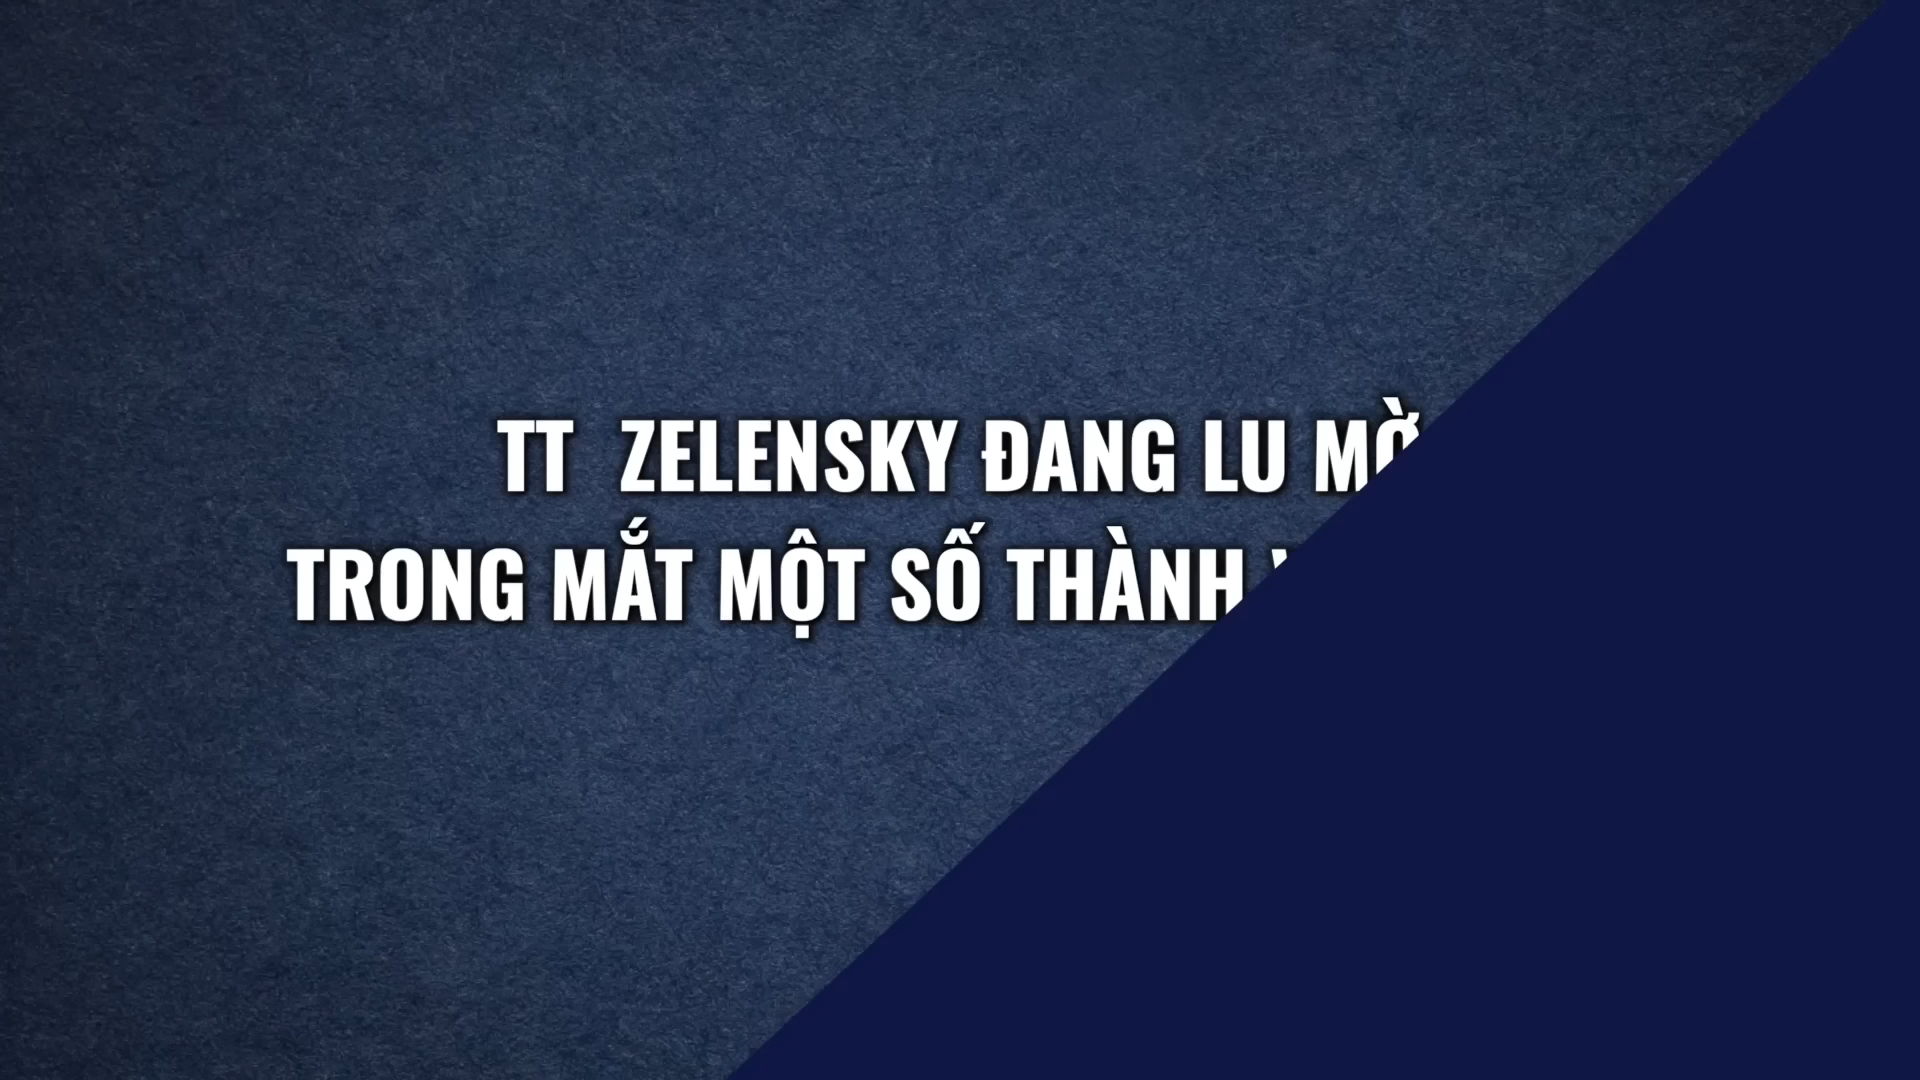 TT ZELENSKY ĐANG LU MỜ
TRONG MẮT MỘT SỐ THÀNH